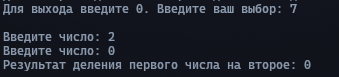 Для выхода введите 0. Введите ваш выбор: 7
Введите число: 2
Введите число: 0
Результат деления первого числа на второе: 0